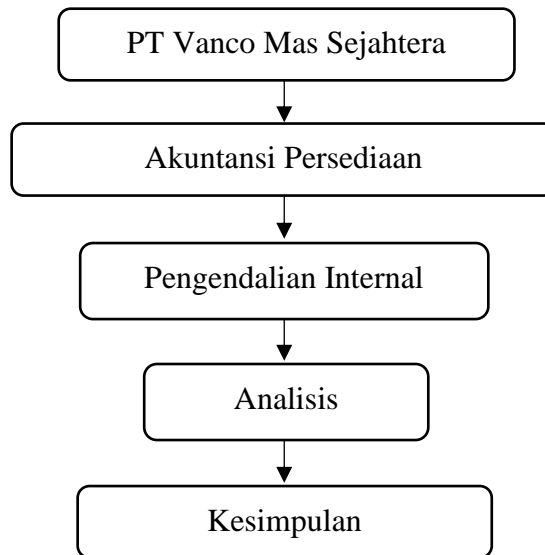 PT Vanco Mas Sejahtera
Akuntansi Persediaan
Pengendalian Internal
Analisis
Kesimpulan